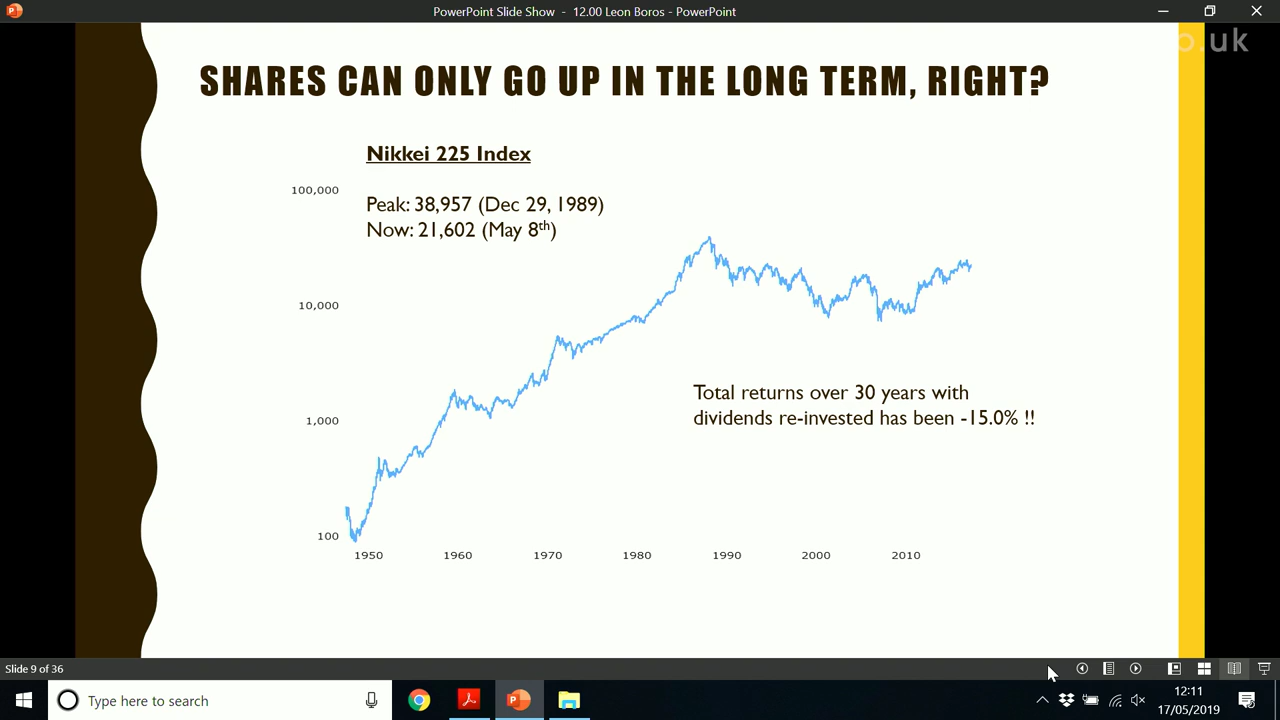 PowerPoint Slide Show - 12.00 Leon Boros - PowerPoint
o.uk
SHARES CAN ONLY GO UP IN THE LONG TERM, RIGHT?
Nikkei 225 Index
Peak: 38,957 (Dec 29, 1989)
Now: 21,602 (May 8th)
100,000
10,000
1,000
100
Total returns over 30 years with
dividends re-invested has been -15.0% !!
1950 1960 1970 1980 1990 2000 2010
Slide 9 of 36
Type here to search
12:11
17/05/2019